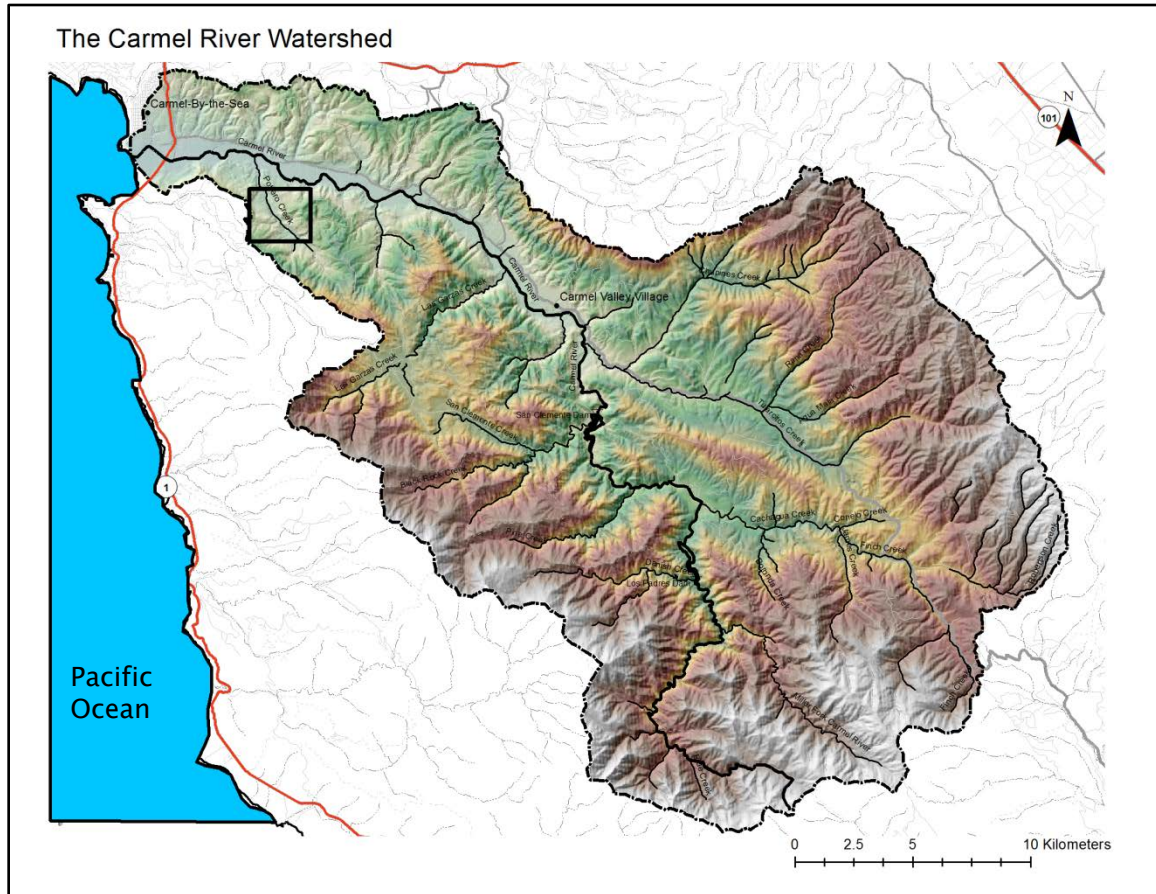 The Carmel River Watershed
101
N
Carmel-By-the-Sea
Carmel River
Potrero Creek
Carmel River
Las Garzas Creek
Carmel Valley Village
Carmel River
Las Garzas Creek
San Clemente Dam
San Clemente Creek
Tularcitos Creek
Black Rock Creek
1
Cachagua Creek
Conejo Creek
Finch Creek
Danish Creek
Los Padres Dam
Pacific
Ocean
Miller Fork Carmel River
0
2.5
5
10 Kilometers